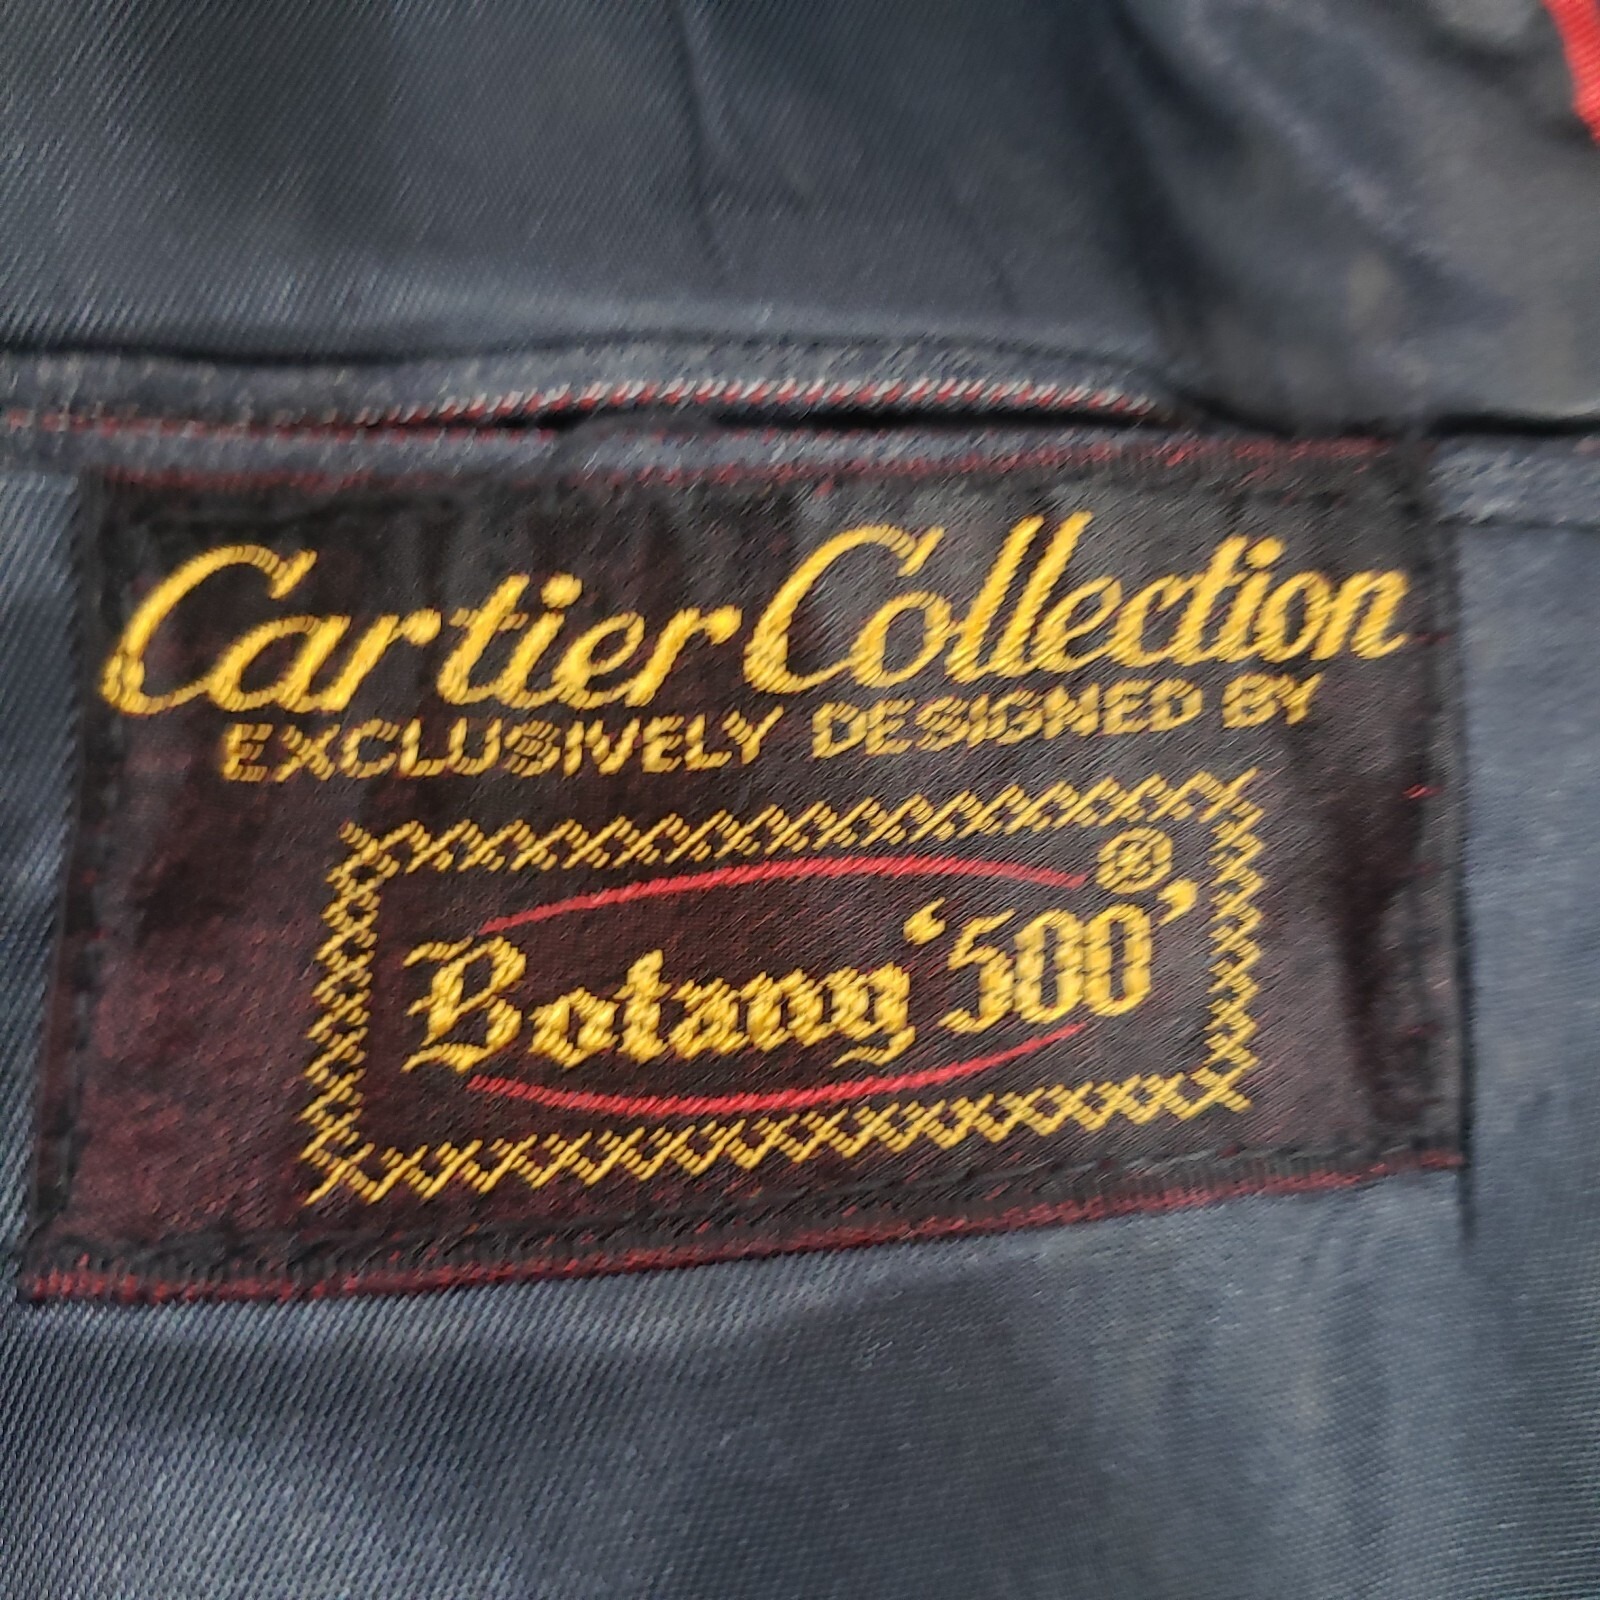 Cartier Collection
EXCLUSIVELY DESIGNED BY
Botany '500'®